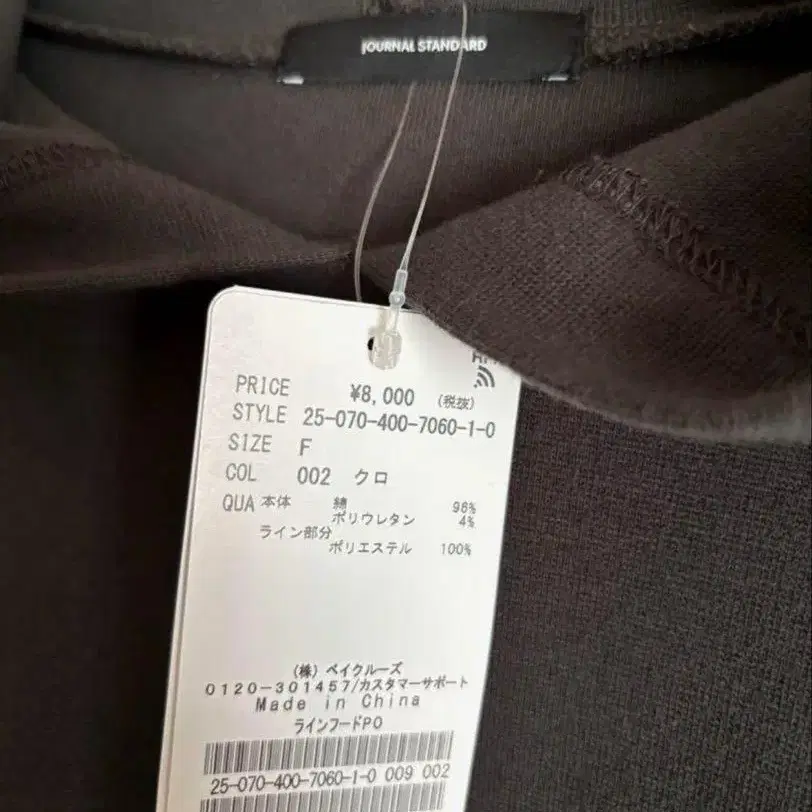 JOURNAL STANDARD
PRICE ¥8,000 (税抜)
STYLE 25-070-400-7060-1-0
SIZE F
COL 002 クロ
QUA 本体 綿 96%
ポリウレタン 4%
ライン部分
ポリエステル 100%
(株) ベイクルーズ
0120-301457/カスタマーサポート
Made in China
ラインフードPO
25-070-400-7060-1-0 009 002